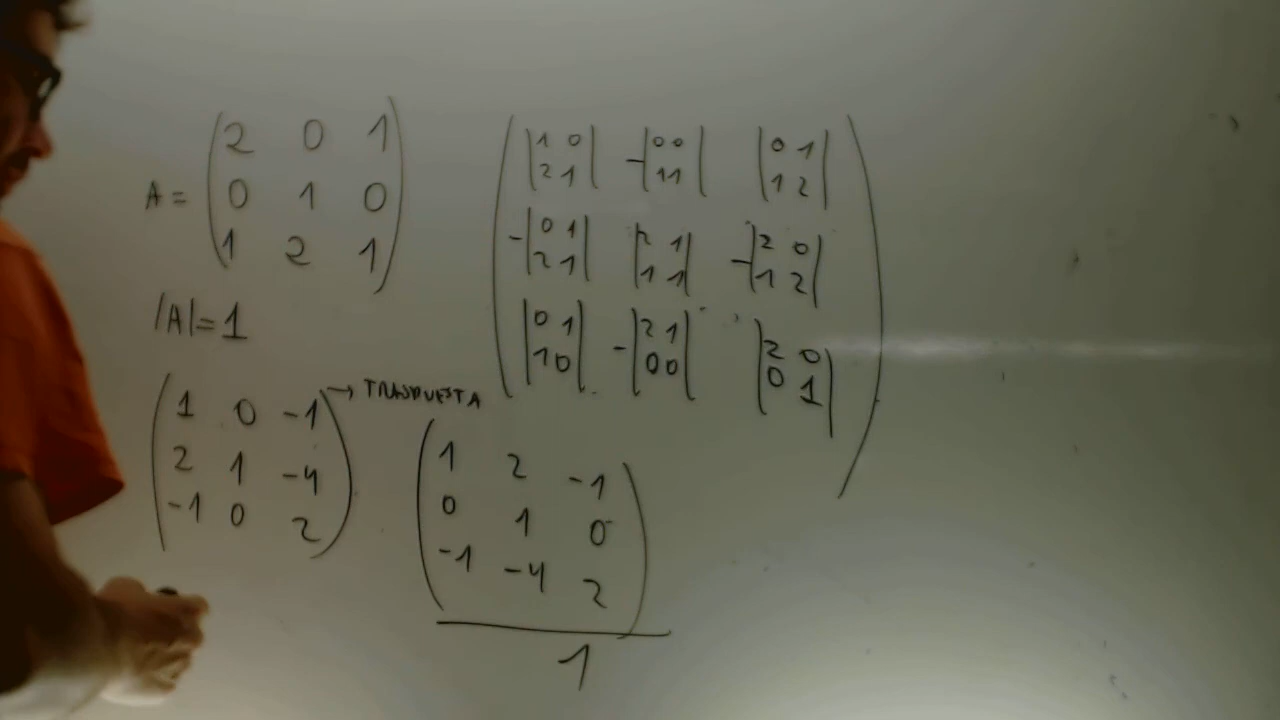 A = ( 2 0 1
0 1 0
1 2 1 )
|A| = 1
( 1 0 -1
2 1 -4
-1 0 2 )
→ TRASPUESTA
( |1 0| -|0 0| |0 1|
|2 1| |1 1| |1 2|
-|0 1| |2 1| -|2 0|
|2 1| |1 1| |1 2|
|0 1| -|2 1| |2 0|
|1 0| |0 0| |0 1| )
( 1 2 -1
0 1 0
-1 -4 2 )
1